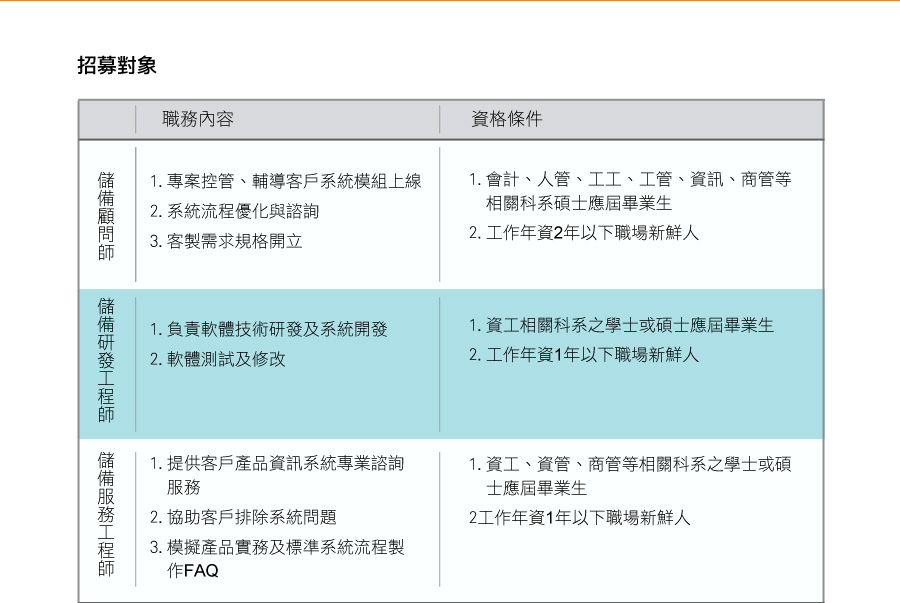 招募對象
職務內容
資格條件
儲備顧問師
1. 專案控管、輔導客戶系統模組上線
2. 系統流程優化與諮詢
3. 客製需求規格開立
1. 會計、人管、工工、工管、資訊、商管等
相關科系碩士應屆畢業生
2. 工作年資2年以下職場新鮮人
儲備研發工程師
1. 負責軟體技術研發及系統開發
2. 軟體測試及修改
1. 資工相關科系之學士或碩士應屆畢業生
2. 工作年資1年以下職場新鮮人
儲備服務工程師
1. 提供客戶產品資訊系統專業諮詢
服務
2. 協助客戶排除系統問題
3. 模擬產品實務及標準系統流程製
作FAQ
1. 資工、資管、商管等相關科系之學士或碩
士應屆畢業生
2工作年資1年以下職場新鮮人